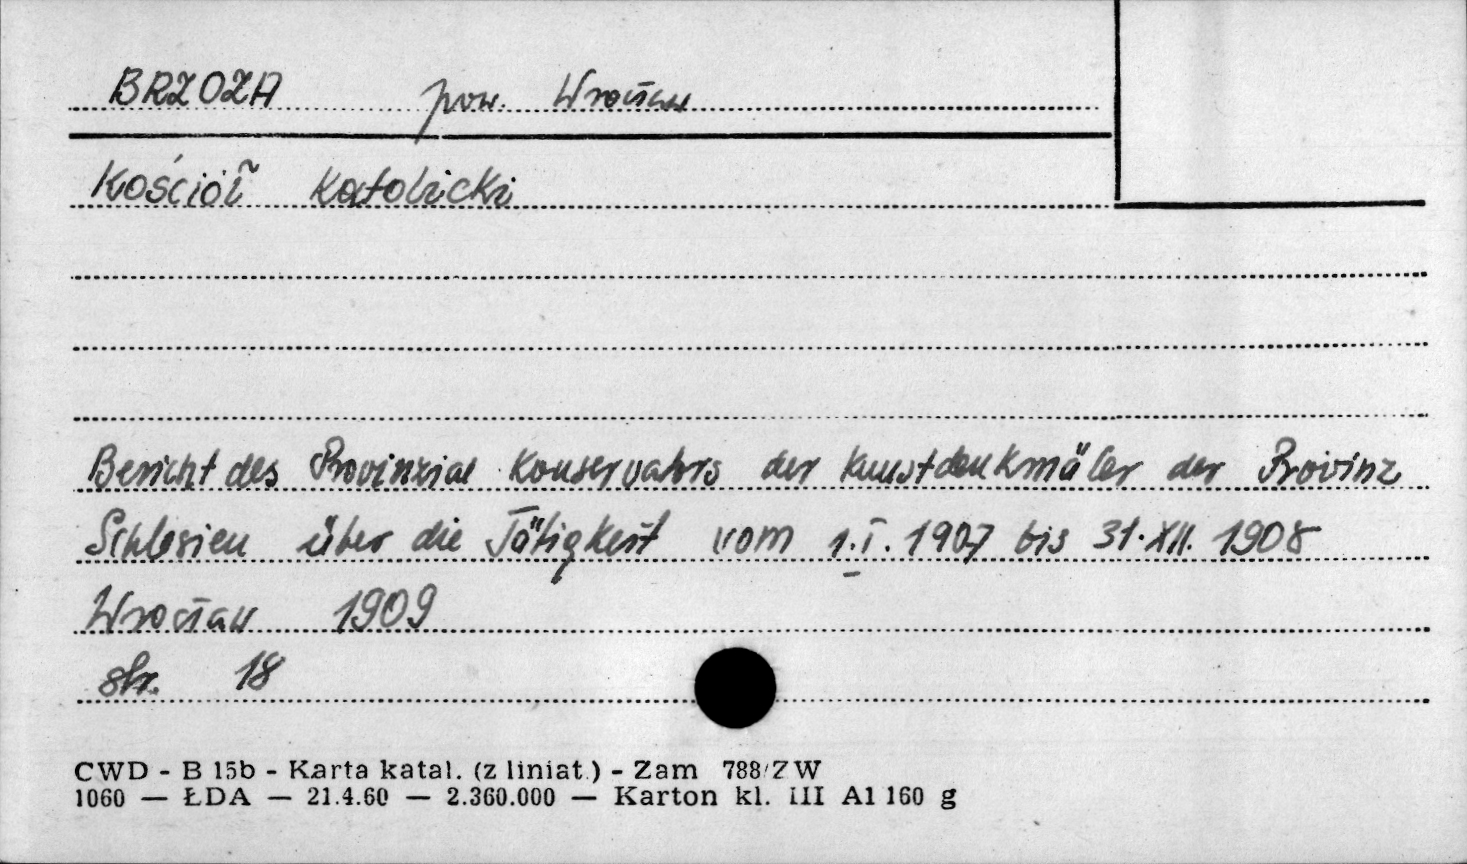 BRZOZA pow. Wrocław
Kościół Katolicki
Bericht des Provinzial Konservators der Kunstdenkmäler der Provinz
Schlesien über die Tätigkeit vom 1.I. 1907 bis 31.XII. 1908
Wrocław 1909
str. 18
CWD - B 15b - Karta katal. (z liniat.) - Zam 788/ZW
1060 — ŁDA — 21.4.60 — 2.360.000 — Karton kl. III A1 160 g